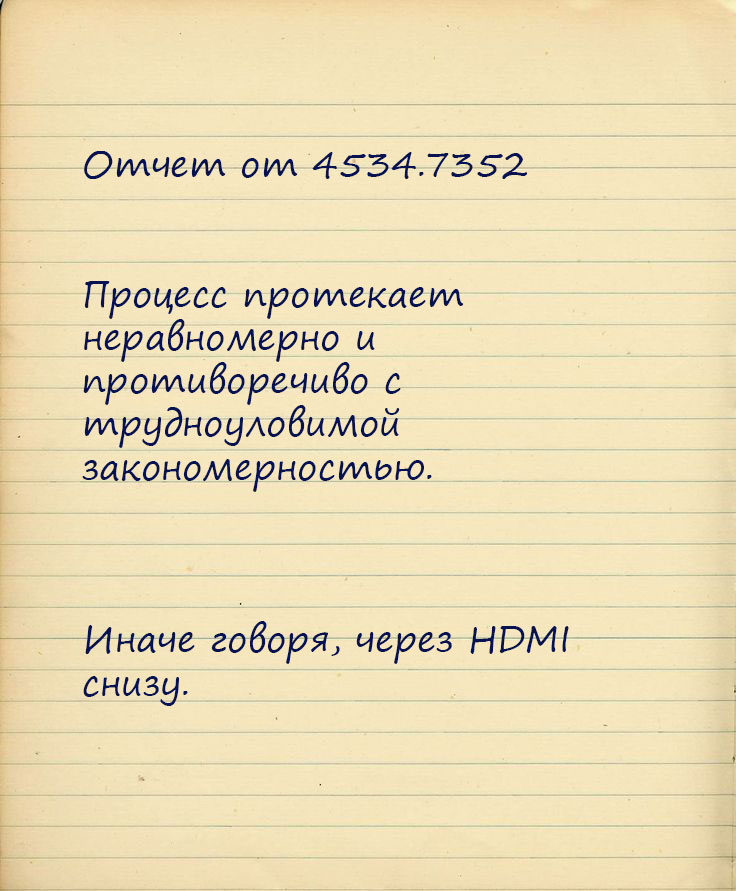 Отчет от 4534.7352
Процесс протекает
неравномерно и
противоречиво с
трудноуловимой
закономерностью.
Иначе говоря, через HDMI
снизу.